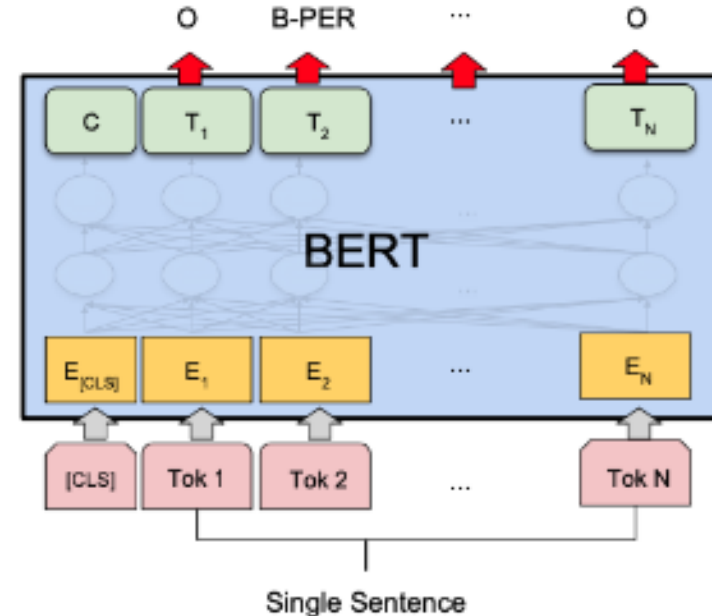 O B-PER ... O
C T1 T2 ... TN
...
BERT
...
E[CLS] E1 E2 ... EN
[CLS] Tok 1 Tok 2 ... Tok N
Single Sentence